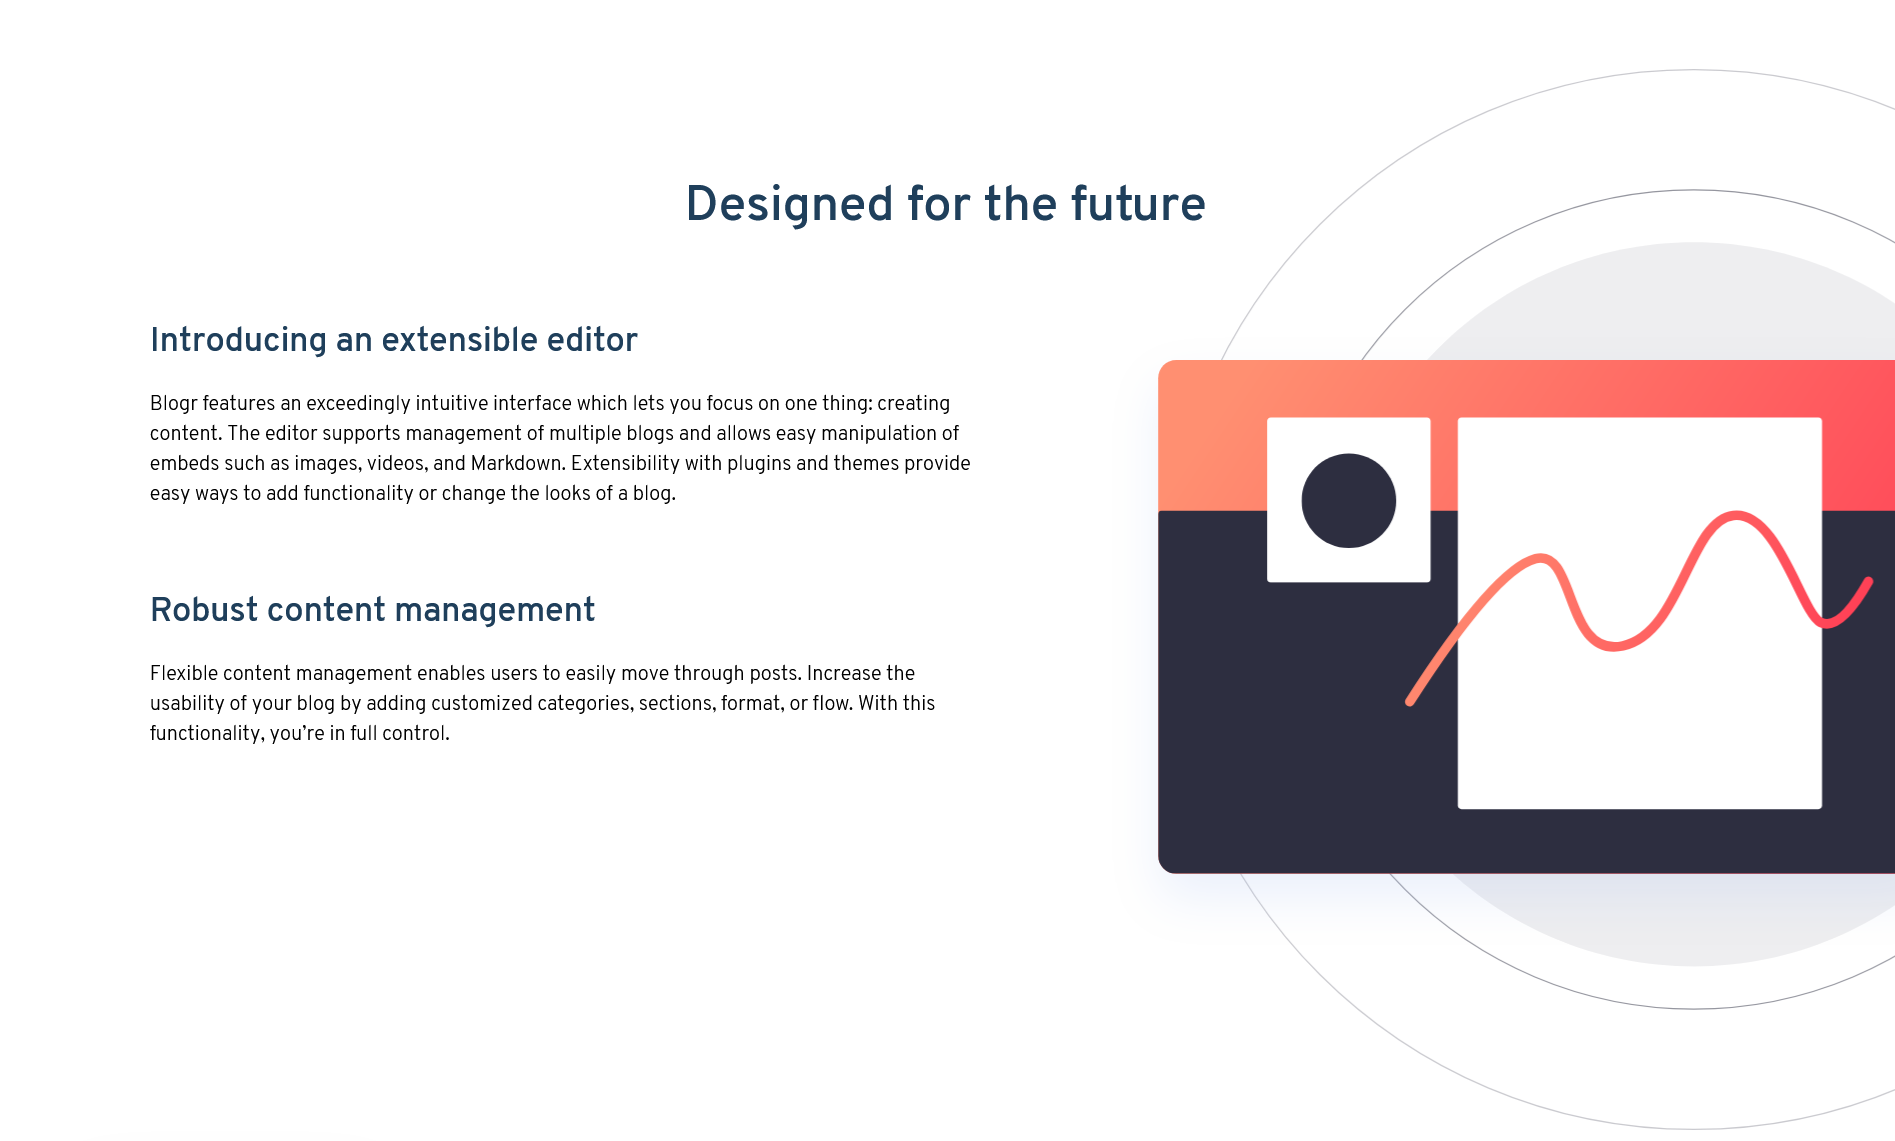 Designed for the future
Introducing an extensible editor
Blogr features an exceedingly intuitive interface which lets you focus on one thing: creating
content. The editor supports management of multiple blogs and allows easy manipulation of
embeds such as images, videos, and Markdown. Extensibility with plugins and themes provide
easy ways to add functionality or change the looks of a blog.
Robust content management
Flexible content management enables users to easily move through posts. Increase the
usability of your blog by adding customized categories, sections, format, or flow. With this
functionality, you’re in full control.